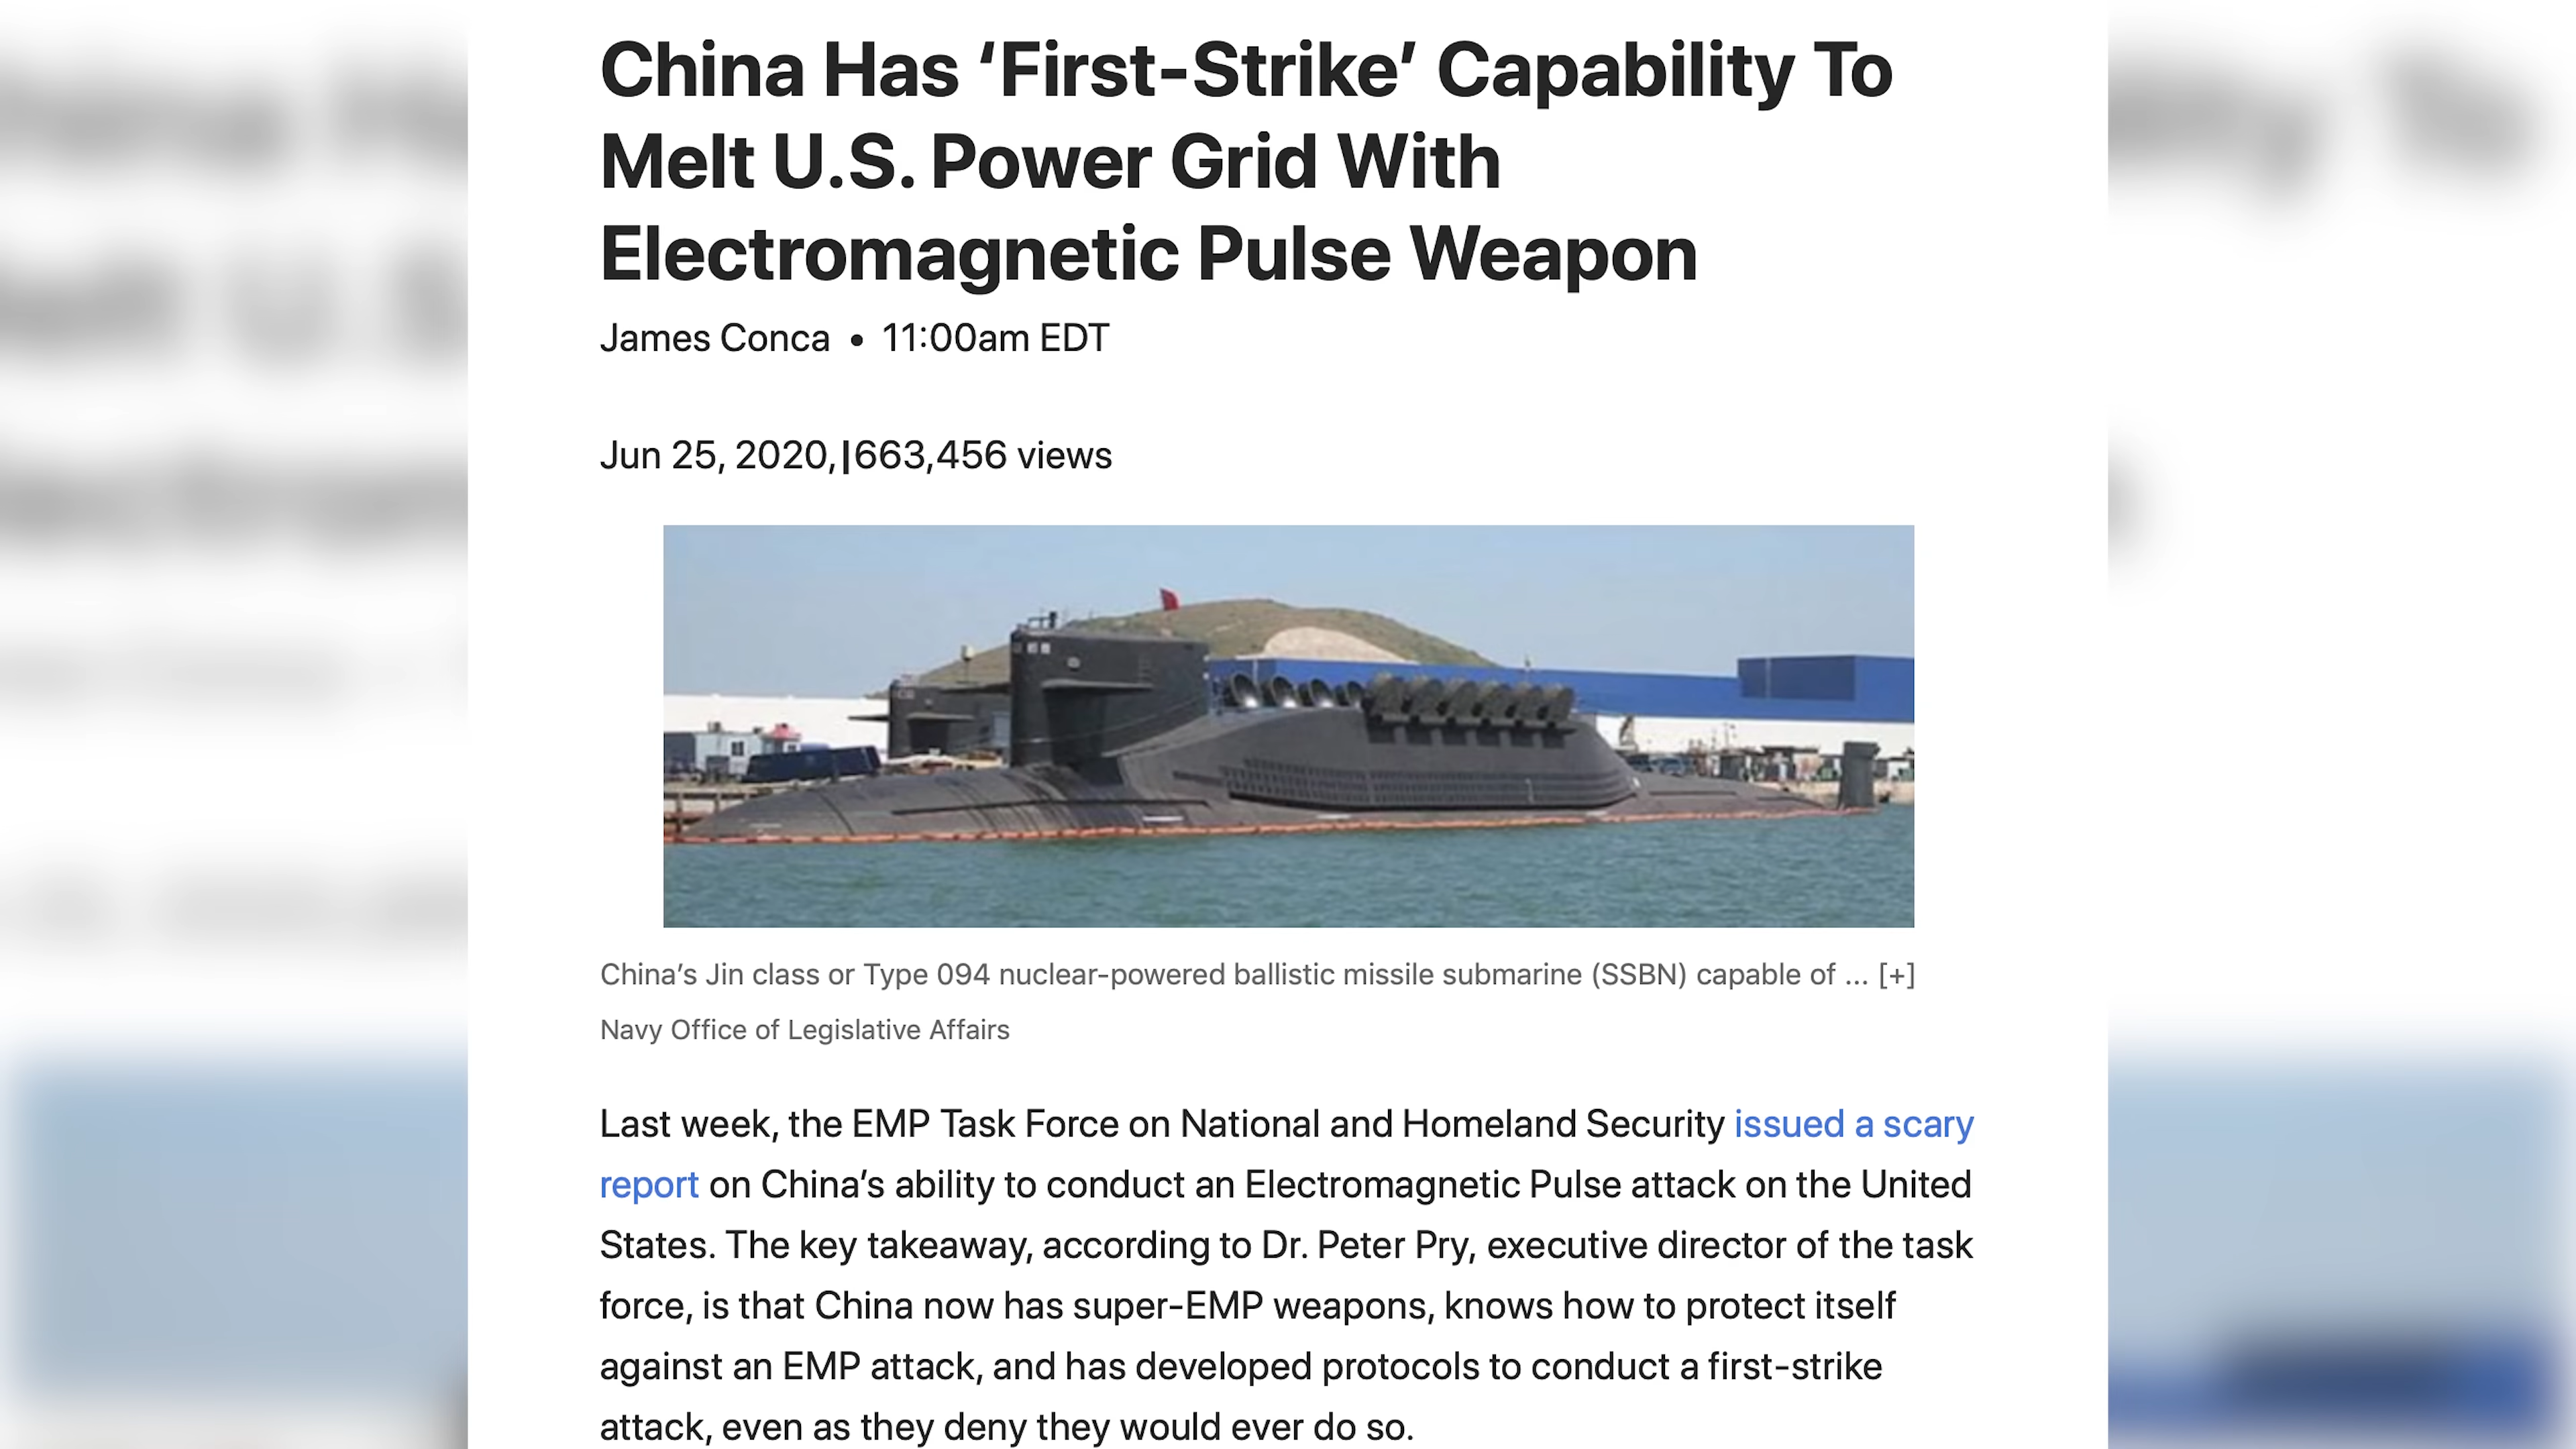 China Has ‘First-Strike’ Capability To
Melt U.S. Power Grid With
Electromagnetic Pulse Weapon
James Conca • 11:00am EDT
Jun 25, 2020,|663,456 views
China’s Jin class or Type 094 nuclear-powered ballistic missile submarine (SSBN) capable of ... [+]
Navy Office of Legislative Affairs
Last week, the EMP Task Force on National and Homeland Security issued a scary
report on China’s ability to conduct an Electromagnetic Pulse attack on the United
States. The key takeaway, according to Dr. Peter Pry, executive director of the task
force, is that China now has super-EMP weapons, knows how to protect itself
against an EMP attack, and has developed protocols to conduct a first-strike
attack, even as they deny they would ever do so.